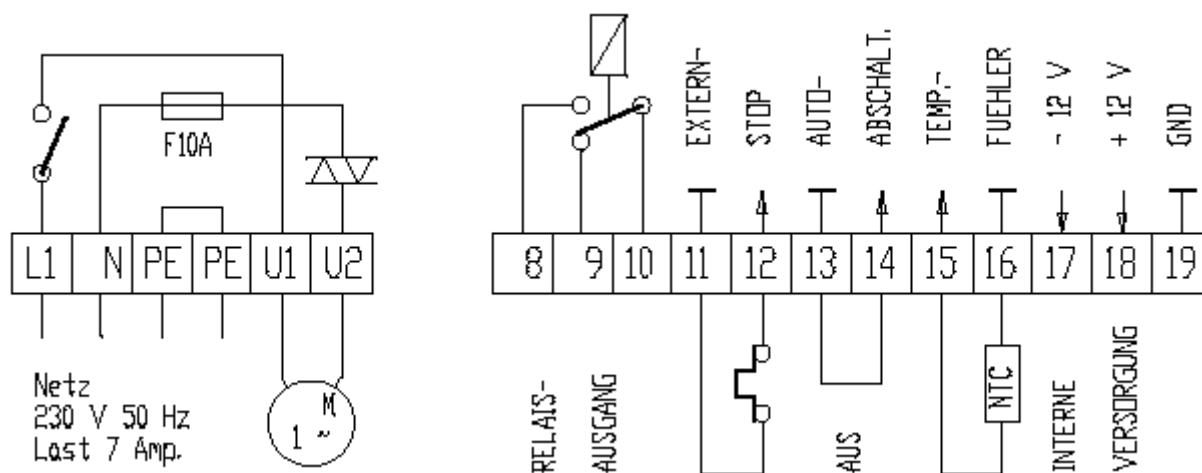 F10A
L1 N PE PE U1 U2
Netz
230 V 50 Hz
Last 7 Amp.
M
1 ~
EXTERN-
STOP
AUTO-
ABSCHALT.
TEMP.-
FUEHLER
- 12 V
+ 12 V
GND
8 9 10 11 12 13 14 15 16 17 18 19
RELAIS-
AUSGANG
AUS
NTC
INTERNE
VERSORGUNG